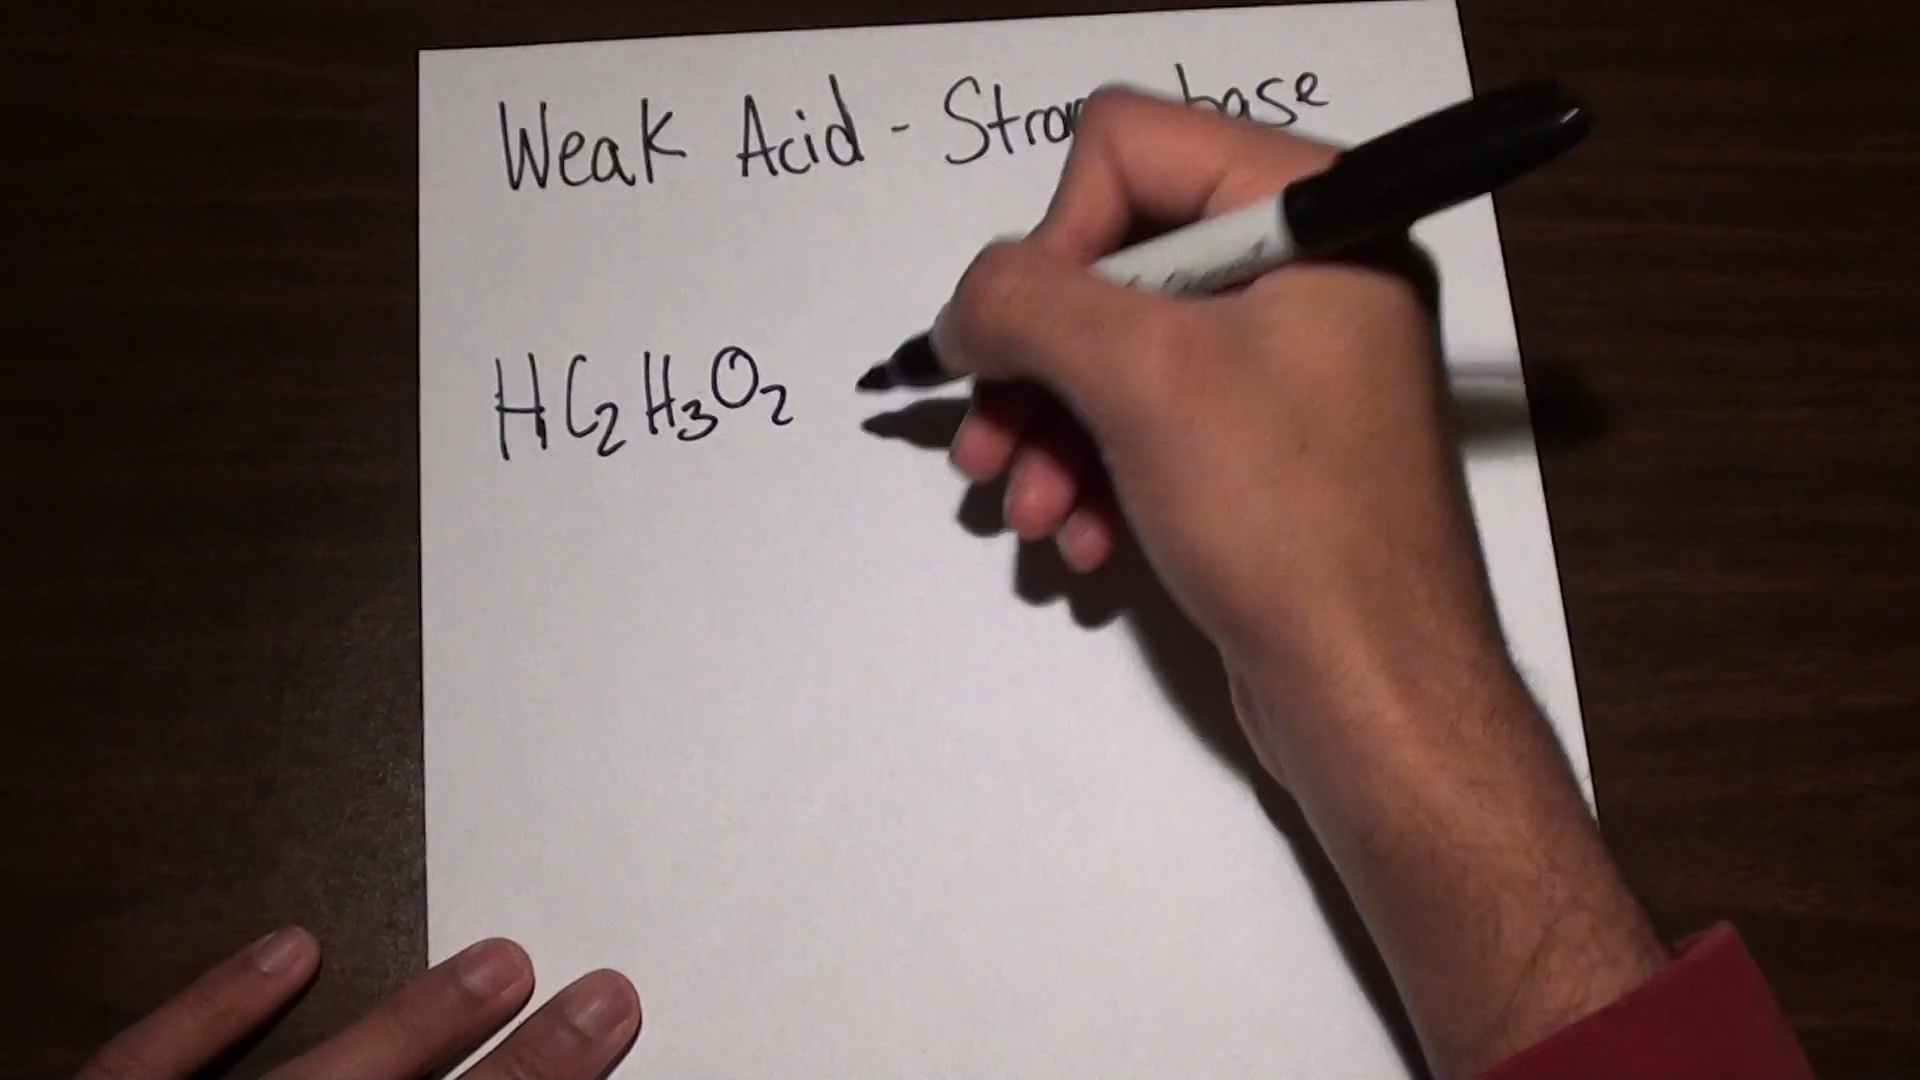 Weak Acid - base
HC₂H₃O₂